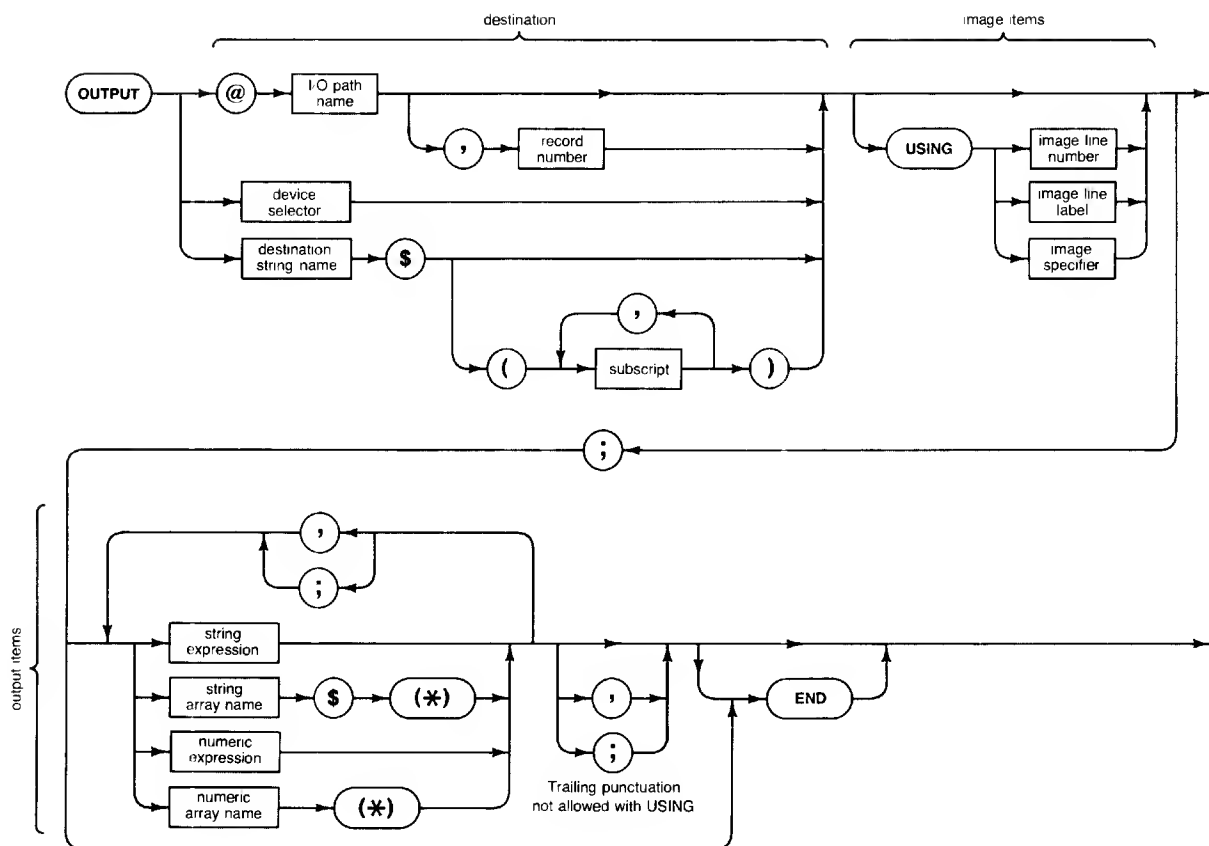 destination
image items
OUTPUT
@
I/O path
name
,
record
number
USING
image line
number
device
selector
image line
label
destination
string name
$
image
specifier
,
(
subscript
)
;
output items
,
;
string
expression
string
array name
$
(*)
,
END
numeric
expression
;
numeric
array name
(*)
Trailing punctuation
not allowed with USING